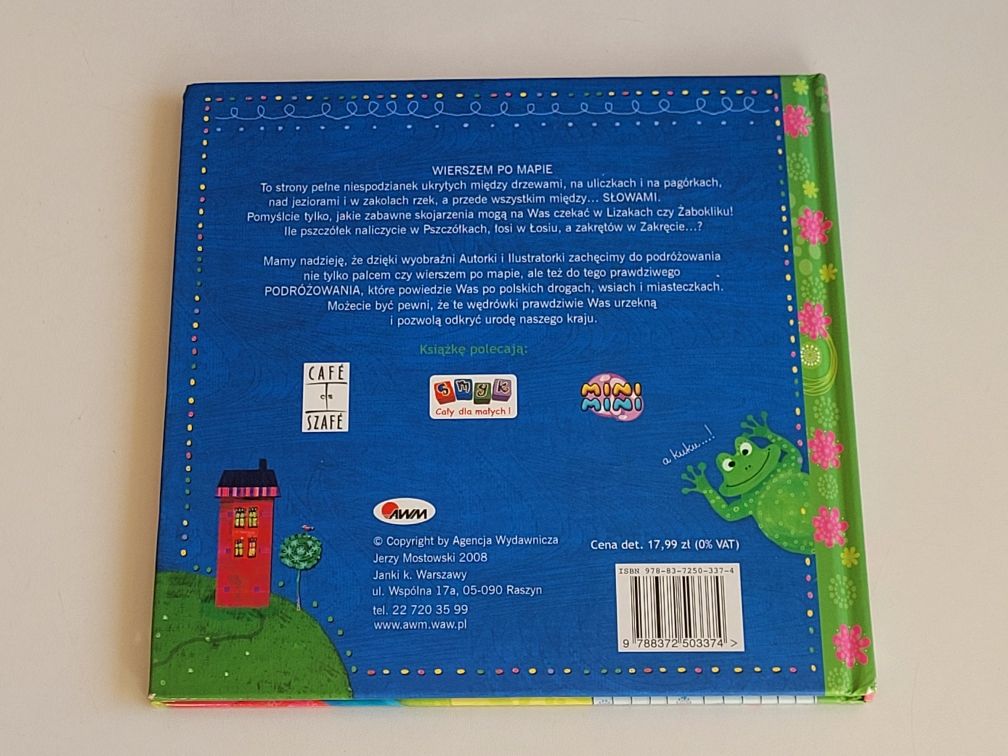 WIERSZEM PO MAPIE
To strony pełne niespodzianek ukrytych między drzewami, na uliczkach i na pagórkach,
nad jeziorami i w zakolach rzek, a przede wszystkim między... SŁOWAMI.
Pomyślcie tylko, jakie zabawne skojarzenia mogą na Was czekać w Lizakach czy Żabokliku!
Ile pszczółek naliczycie w Pszczółkach, łosi w Łosiu, a zakrętów w Zakręcie...?
Mamy nadzieję, że dzięki wyobraźni Autorki i Ilustratorki zachęcimy do podróżowania
nie tylko palcem czy wierszem po mapie, ale też do tego prawdziwego
PODRÓŻOWANIA, które powiedzie Was po polskich drogach, wsiach i miasteczkach.
Możecie być pewni, że te wędrówki prawdziwie Was urzekną
i pozwolą odkryć urodę naszego kraju.
Książkę polecają:
CAFÉ
SZAFÉ
smyk
Cały dla małych!
MINI
MINI
a kuku...!
AWM
© Copyright by Agencja Wydawnicza
Jerzy Mostowski 2008
Janki k. Warszawy
ul. Wspólna 17a, 05-090 Raszyn
tel. 22 720 35 99
www.awm.waw.pl
Cena det. 17,99 zł (0% VAT)
ISBN 978-83-7250-337-4
9 788372 503374 >